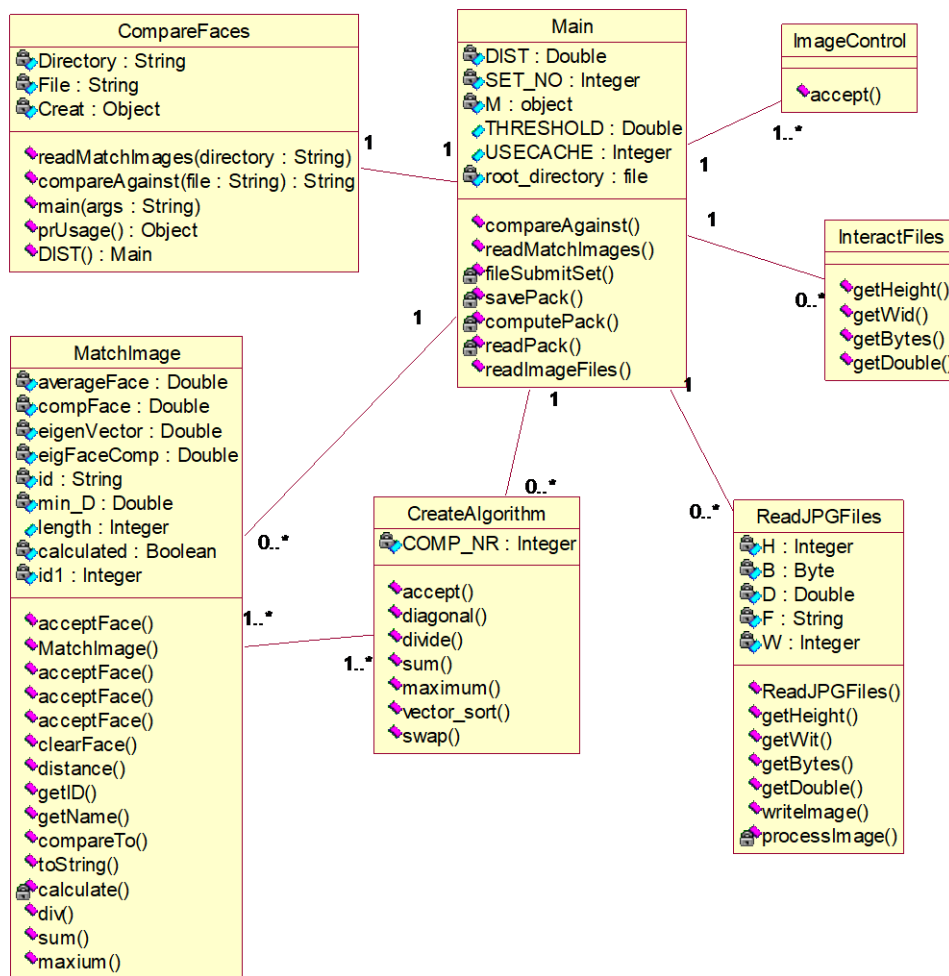 CompareFaces
Directory : String
File : String
Creat : Object
readMatchImages(directory : String)
compareAgainst(file : String) : String
main(args : String)
prUsage() : Object
DIST() : Main
1
1
Main
DIST : Double
SET_NO : Integer
M : object
THRESHOLD : Double
USECACHE : Integer
root_directory : file
compareAgainst()
readMatchImages()
fileSubmitSet()
savePack()
computePack()
readPack()
readImageFiles()
ImageControl
accept()
1..*
1
1
InteractFiles
getHeight()
getWid()
getBytes()
getDouble()
0..*
1
MatchImage
averageFace : Double
compFace : Double
eigenVector : Double
eigFaceComp : Double
id : String
min_D : Double
length : Integer
calculated : Boolean
id1 : Integer
acceptFace()
MatchImage()
acceptFace()
acceptFace()
acceptFace()
clearFace()
distance()
getID()
getName()
compareTo()
toString()
calculate()
div()
sum()
maxium()
0..*
1..*
1..*
1
0..*
CreateAlgorithm
COMP_NR : Integer
accept()
diagonal()
divide()
sum()
maximum()
vector_sort()
swap()
1
0..*
ReadJPGFiles
H : Integer
B : Byte
D : Double
F : String
W : Integer
ReadJPGFiles()
getHeight()
getWit()
getBytes()
getDouble()
writeImage()
processImage()